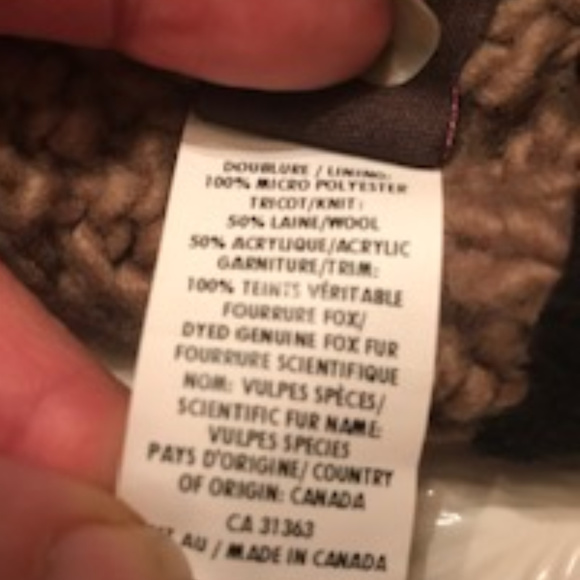 DOUBLURE / LINING:
100% MICRO POLYESTER
TRICOT/KNIT:
50% LAINE/WOOL
50% ACRYLIQUE/ACRYLIC
GARNITURE/TRIM:
100% TEINTS VÉRITABLE
FOURRURE FOX/
DYED GENUINE FOX FUR
FOURRURE SCIENTIFIQUE
NOM: VULPES SPÈCES/
SCIENTIFIC FUR NAME:
VULPES SPECIES
PAYS D'ORIGINE/ COUNTRY
OF ORIGIN: CANADA
CA 31363
AU / MADE IN CANADA